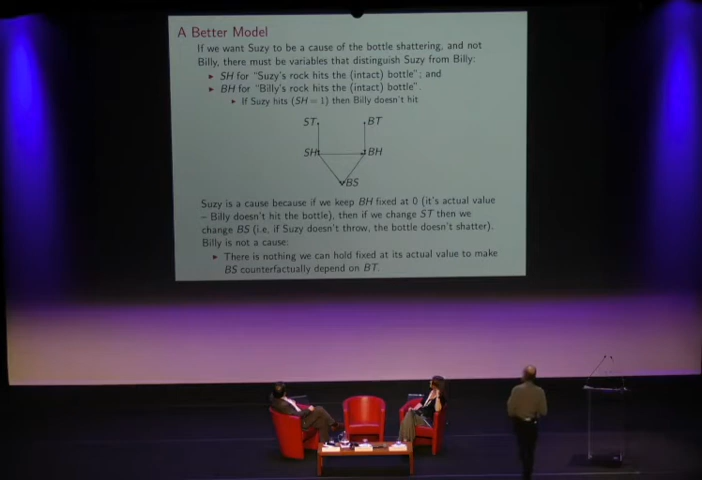 A Better Model
If we want Suzy to be a cause of the bottle shattering, and not
Billy, there must be variables that distinguish Suzy from Billy:
► SH for “Suzy's rock hits the (intact) bottle”; and
► BH for “Billy's rock hits the (intact) bottle”.
► If Suzy hits (SH = 1) then Billy doesn't hit
ST BT
SH BH
BS
Suzy is a cause because if we keep BH fixed at 0 (it's actual value
– Billy doesn't hit the bottle), then if we change ST then we
change BS (i.e, if Suzy doesn't throw, the bottle doesn't shatter).
Billy is not a cause:
► There is nothing we can hold fixed at its actual value to make
BS counterfactually depend on BT.